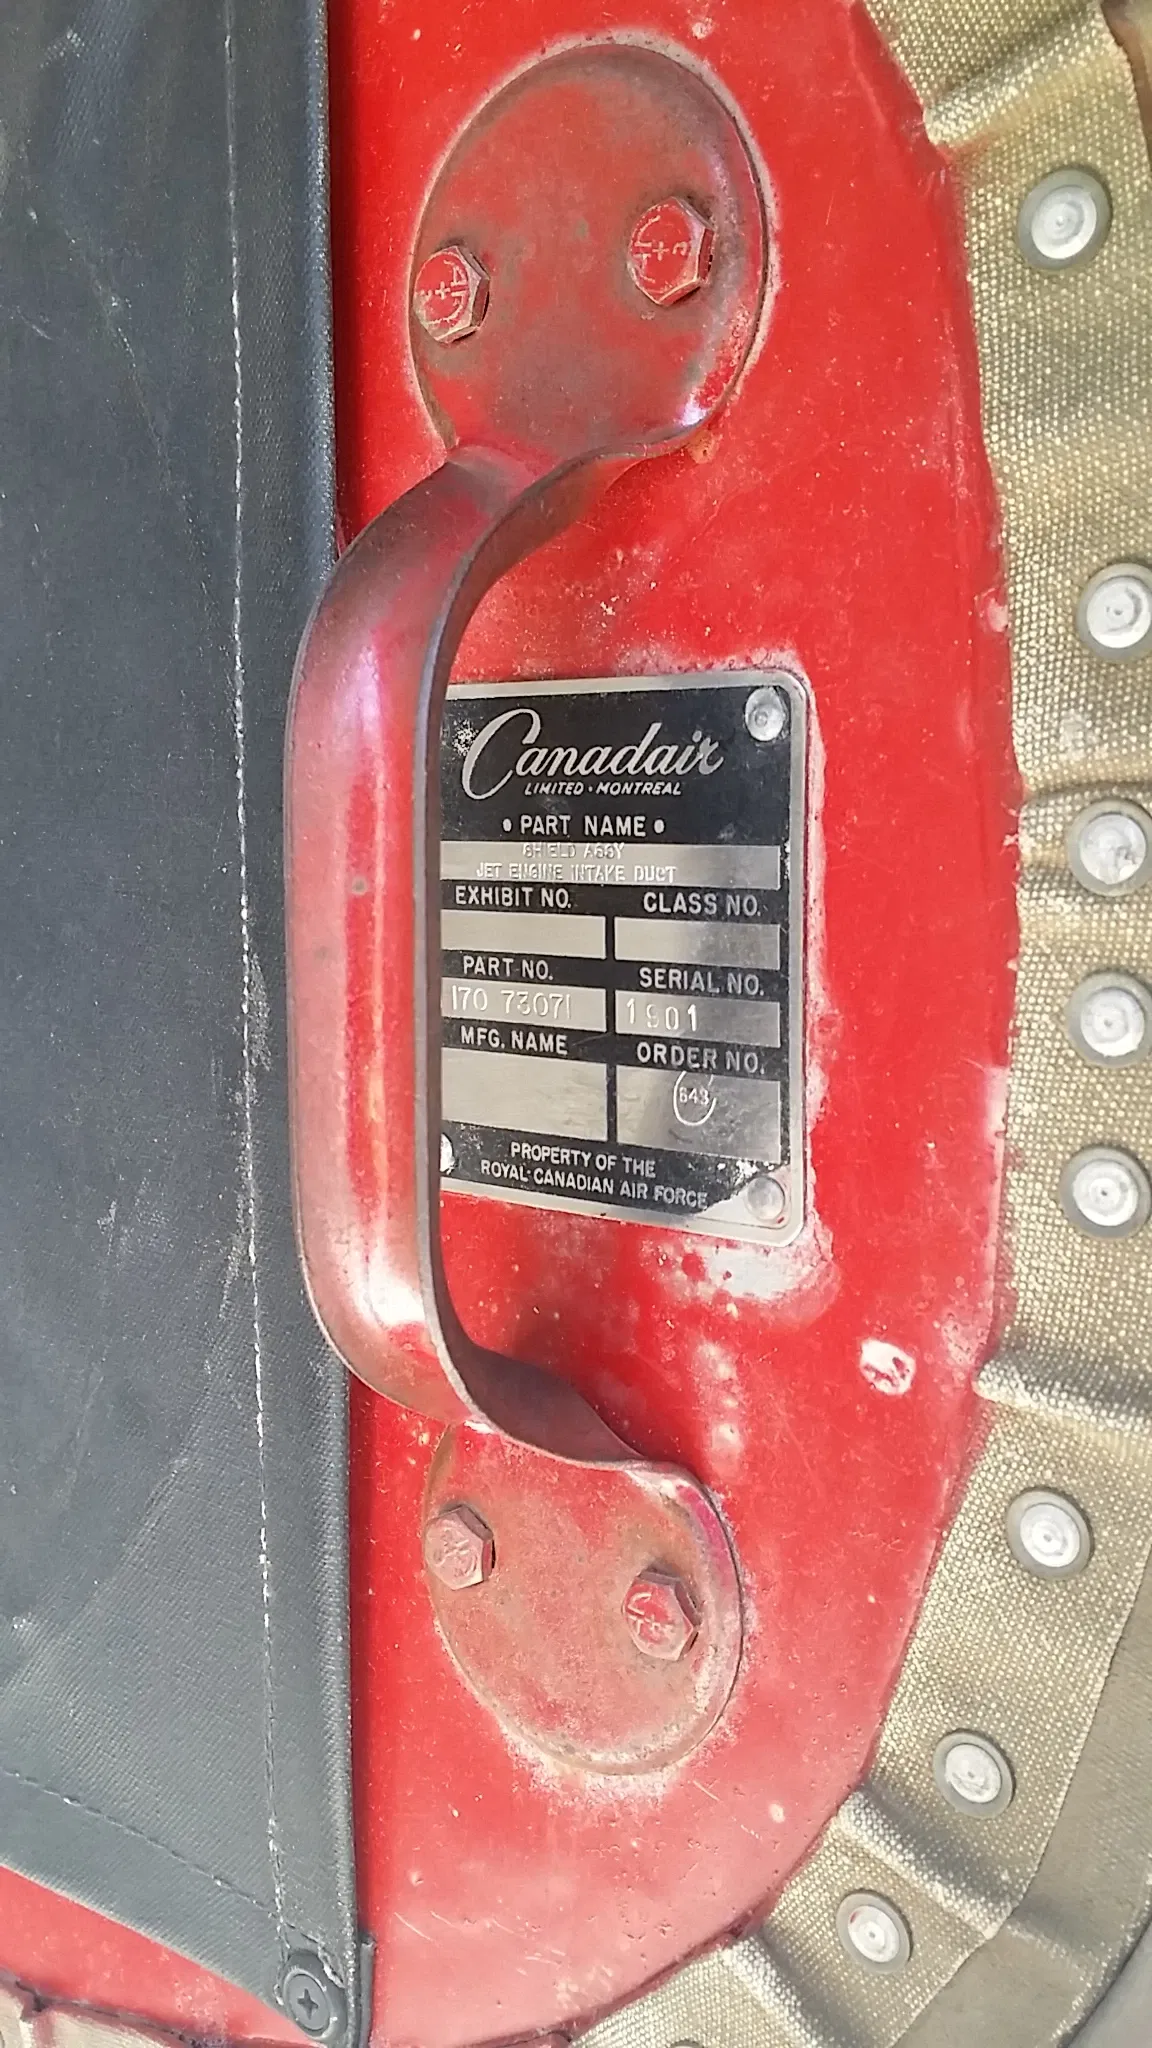 Canadair
LIMITED • MONTREAL
• PART NAME •
SHIELD ASSY
JET ENGINE INTAKE DUCT
EXHIBIT NO. CLASS NO.
PART NO. SERIAL NO.
170 73071 1901
MFG. NAME ORDER NO.
643
PROPERTY OF THE
ROYAL CANADIAN AIR FORCE